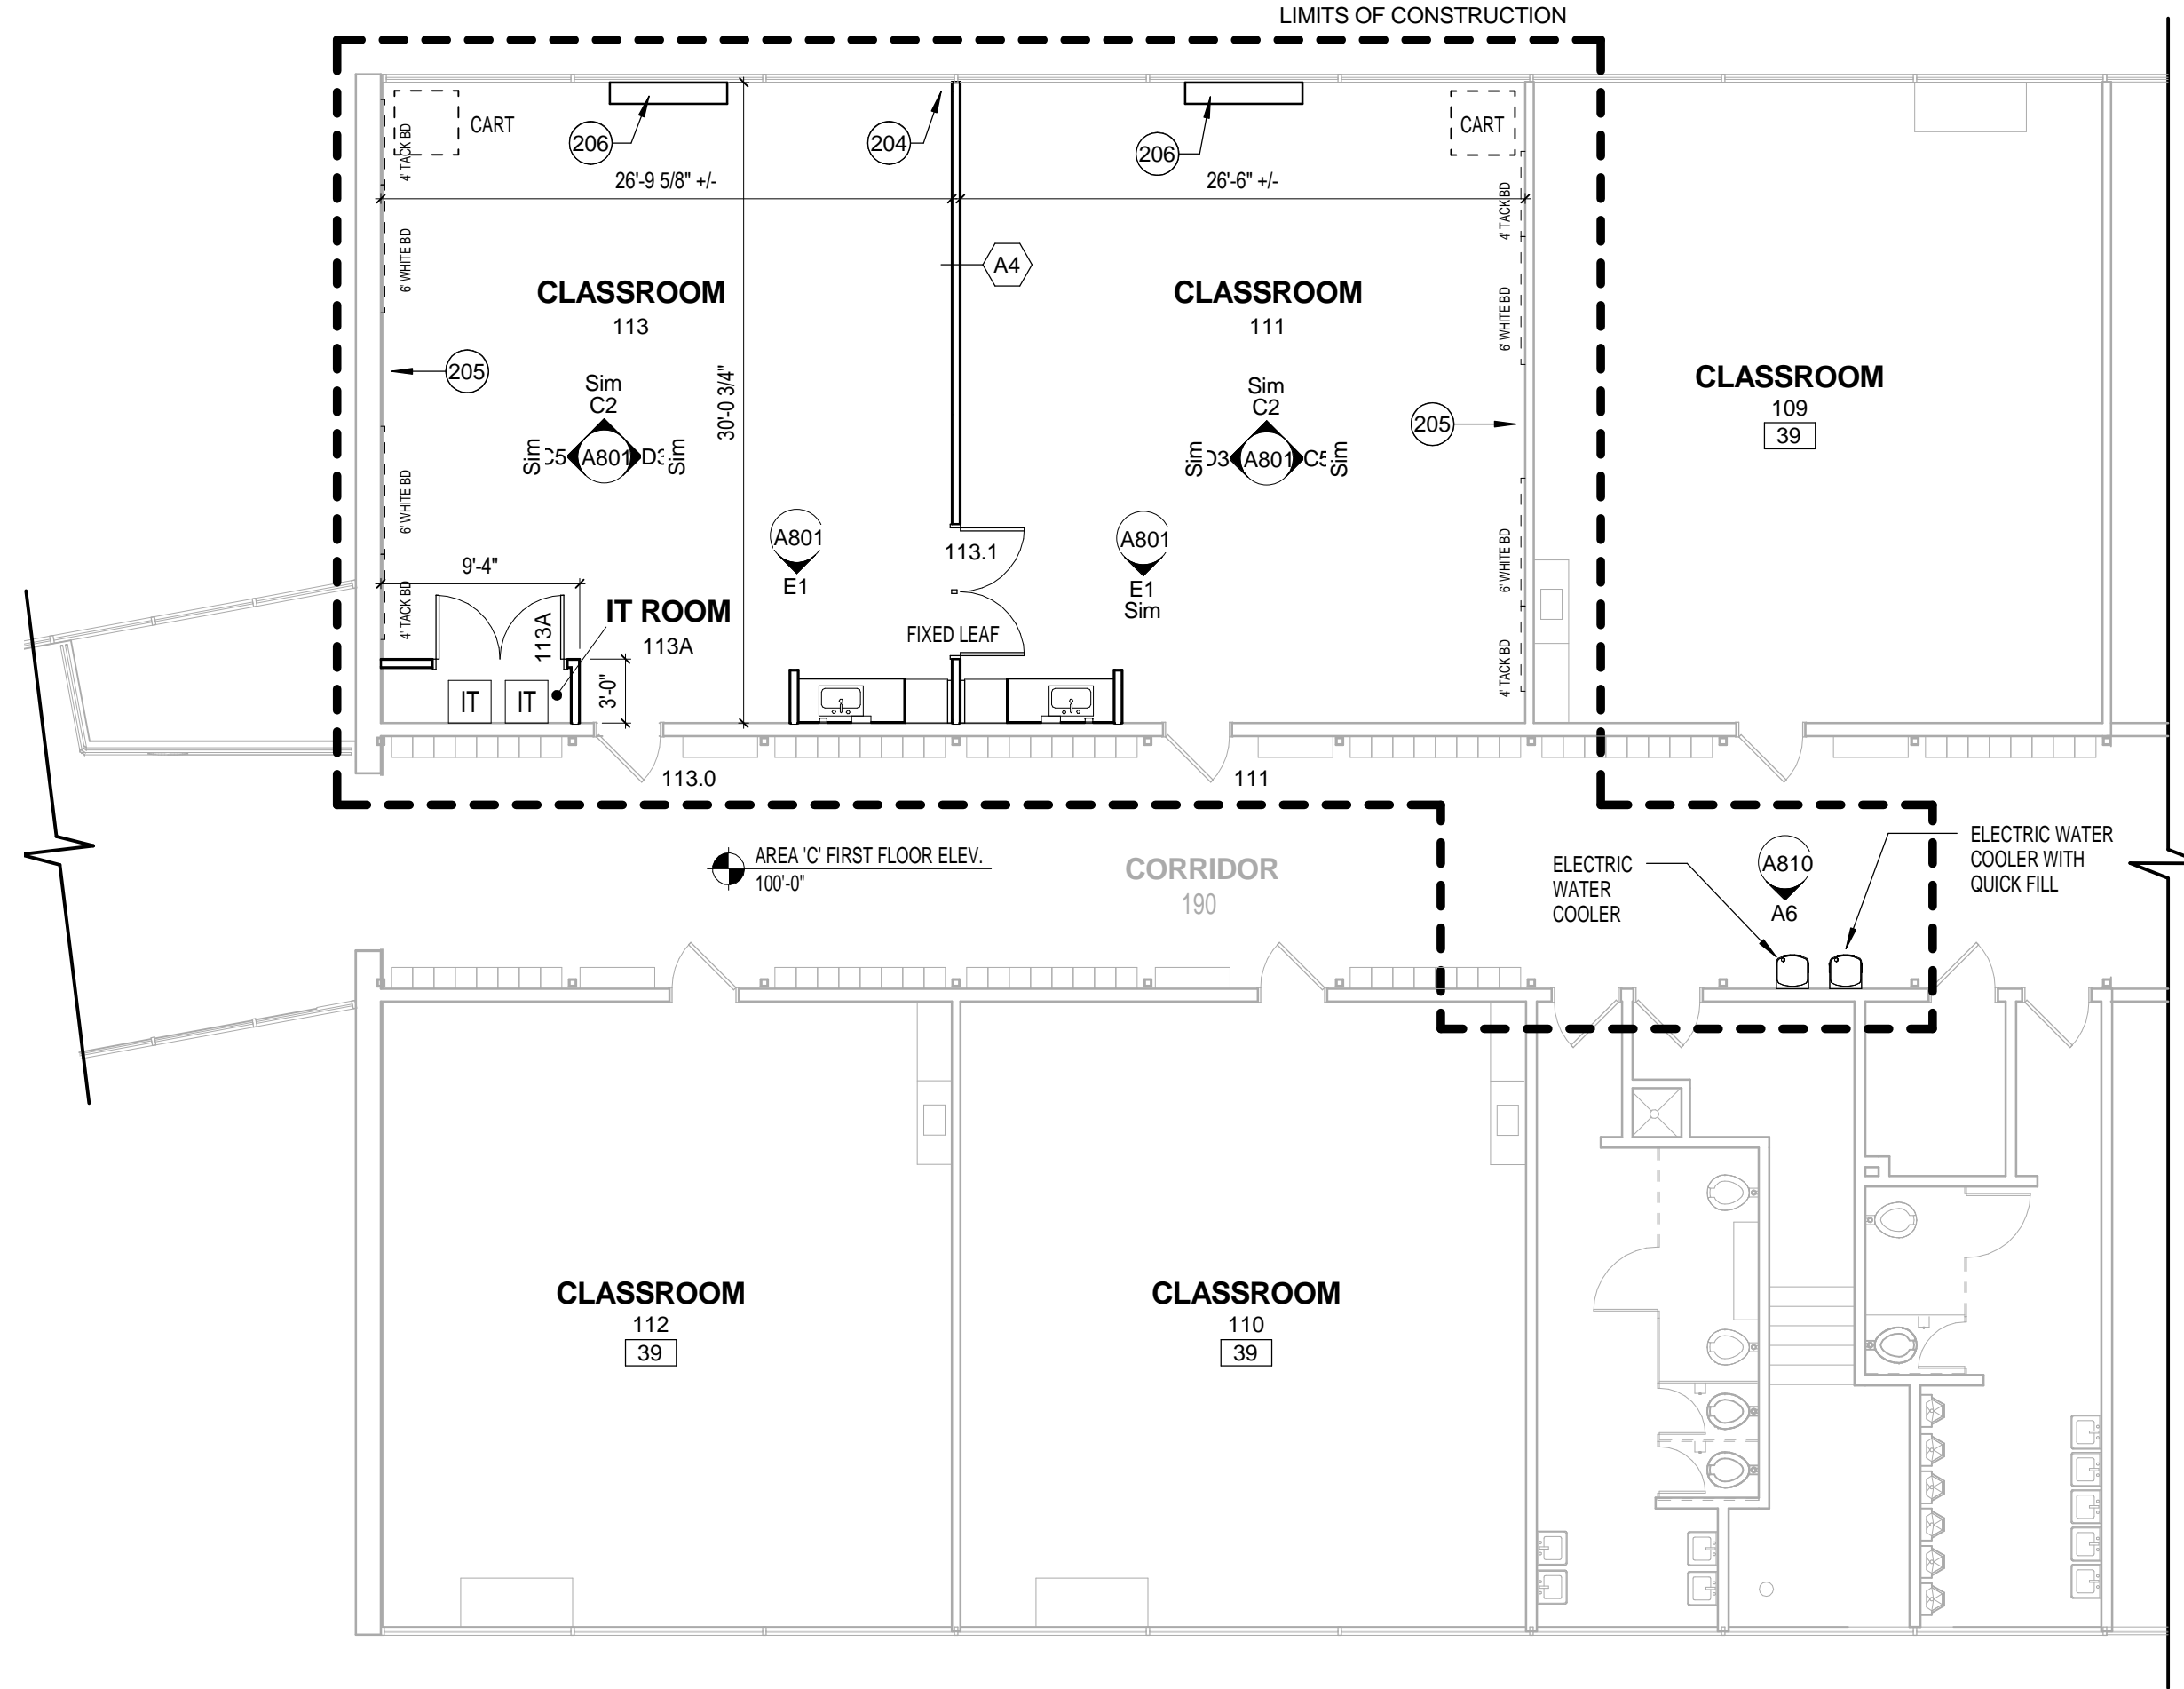 LIMITS OF CONSTRUCTION
4' TACK BD
CART
206
204
206
CART
26'-9 5/8" +/-
26'-6" +/-
4' TACK BD
6' WHITE BD
A4
CLASSROOM
113
CLASSROOM
111
6' WHITE BD
205
30'-0 3/4"
CLASSROOM
109
39
Sim
C2
Sim
A801
Sim
Sim
C2
Sim
A801
Sim
205
6' WHITE BD
A801
E1
113.1
A801
E1
Sim
6' WHITE BD
9'-4"
4' TACK BD
113A
IT ROOM
113A
FIXED LEAF
4' TACK BD
IT
IT
3'-0"
113.0
111
AREA 'C' FIRST FLOOR ELEV.
100'-0"
CORRIDOR
190
ELECTRIC
WATER
COOLER
A810
A6
ELECTRIC WATER
COOLER WITH
QUICK FILL
CLASSROOM
112
39
CLASSROOM
110
39